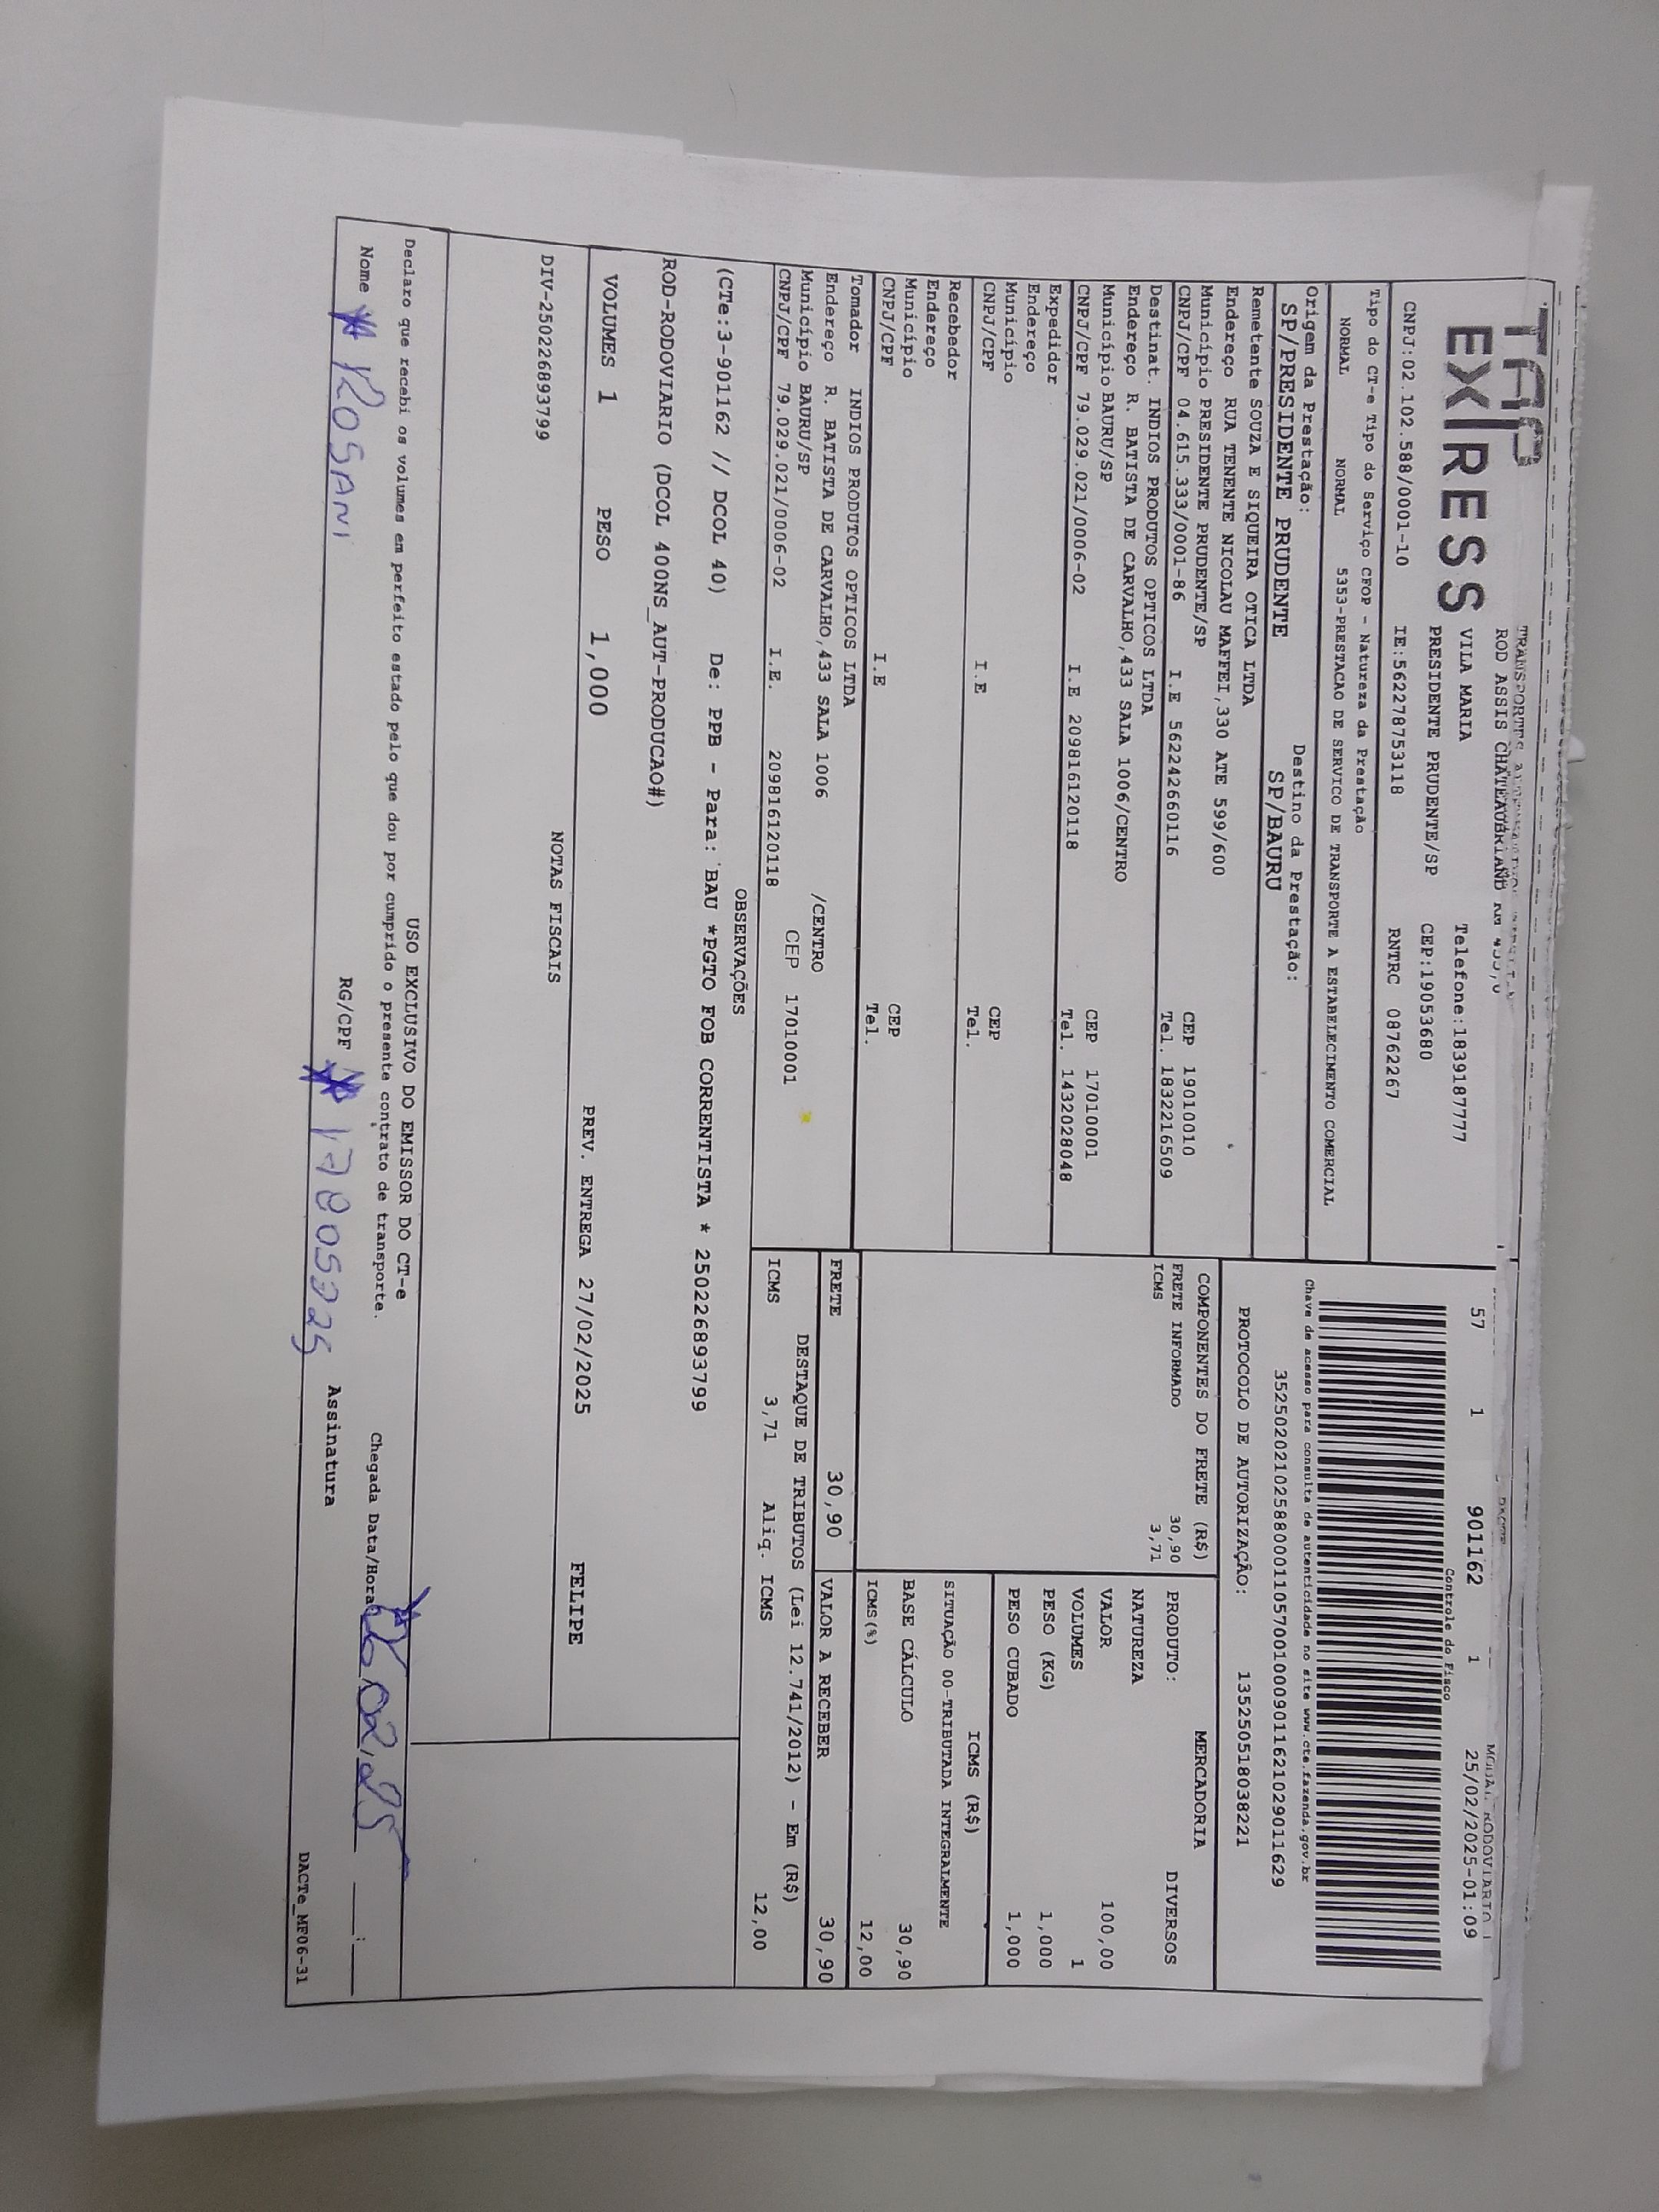 TAP
EXPRESS
ROD ASSIS CHATEAUBRIAND
VILA MARIA Telefone:1839187777
PRESIDENTE PRUDENTE/SP CEP:19053680
CNPJ:02.102.588/0001-10 IE:562278753118 RNTRC 08762267
MODAL RODOVIARIO
57 1 901162 1 25/02/2025-01:09
Controle do Fisco
Chave de acesso para consulta de autenticidade no site www.cte.fazenda.gov.br
35250202102588000110570010009011621029011629
PROTOCOLO DE AUTORIZAÇÃO: 135250518038221
Tipo do CT-e Tipo do Serviço CFOP - Natureza da Prestação
NORMAL NORMAL 5353-PRESTACAO DE SERVICO DE TRANSPORTE A ESTABELECIMENTO COMERCIAL
Origem da Prestação: Destino da Prestação:
SP/PRESIDENTE PRUDENTE SP/BAURU
Remetente SOUZA E SIQUEIRA OTICA LTDA
Endereço RUA TENENTE NICOLAU MAFFEI,330 ATE 599/600
Município PRESIDENTE PRUDENTE/SP CEP 19010010
CNPJ/CPF 04.615.333/0001-86 I.E 562242660116 Tel. 1832216509
Destinat. INDIOS PRODUTOS OPTICOS LTDA
Endereço R. BATISTA DE CARVALHO,433 SALA 1006/CENTRO
Município BAURU/SP CEP 17010001
CNPJ/CPF 79.029.021/0006-02 I.E 209816120118 Tel. 1432028048
Expedidor
Endereço
Município CEP
CNPJ/CPF I.E Tel.
Recebedor
Endereço
Município CEP
CNPJ/CPF I.E Tel.
Tomador INDIOS PRODUTOS OPTICOS LTDA
Endereço R. BATISTA DE CARVALHO,433 SALA 1006 /CENTRO
Município BAURU/SP CEP 17010001
CNPJ/CPF 79.029.021/0006-02 I.E. 209816120118
COMPONENTES DO FRETE (R$)
FRETE INFORMADO 30,90
ICMS 3,71
MERCADORIA
PRODUTO: DIVERSOS
NATUREZA
VALOR 100,00
VOLUMES 1
PESO (KG) 1,000
PESO CUBADO 1,000
ICMS (R$)
SITUAÇÃO 00-TRIBUTADA INTEGRALMENTE
BASE CÁLCULO 30,90
ICMS(%) 12,00
FRETE 30,90 VALOR A RECEBER 30,90
DESTAQUE DE TRIBUTOS (Lei 12.741/2012) - Em (R$)
ICMS 3,71 Aliq. ICMS 12,00
OBSERVAÇÕES
(CTe:3-901162 // DCOL 40) De: PPB - Para: BAU *PGTO FOB CORRENTISTA * 250226893799
ROD-RODOVIARIO (DCOL 400NS_AUT-PRODUCAO#)
VOLUMES 1 PESO 1,000 PREV. ENTREGA 27/02/2025 FELIPE
NOTAS FISCAIS
DIV-250226893799
USO EXCLUSIVO DO EMISSOR DO CT-e
Declaro que recebi os volumes em perfeito estado pelo que dou por cumprido o presente contrato de transporte.
Chegada Data/Hora 26.02.25 __:__
Nome ROSANI RG/CPF Assinatura
DACTe_MF06-31